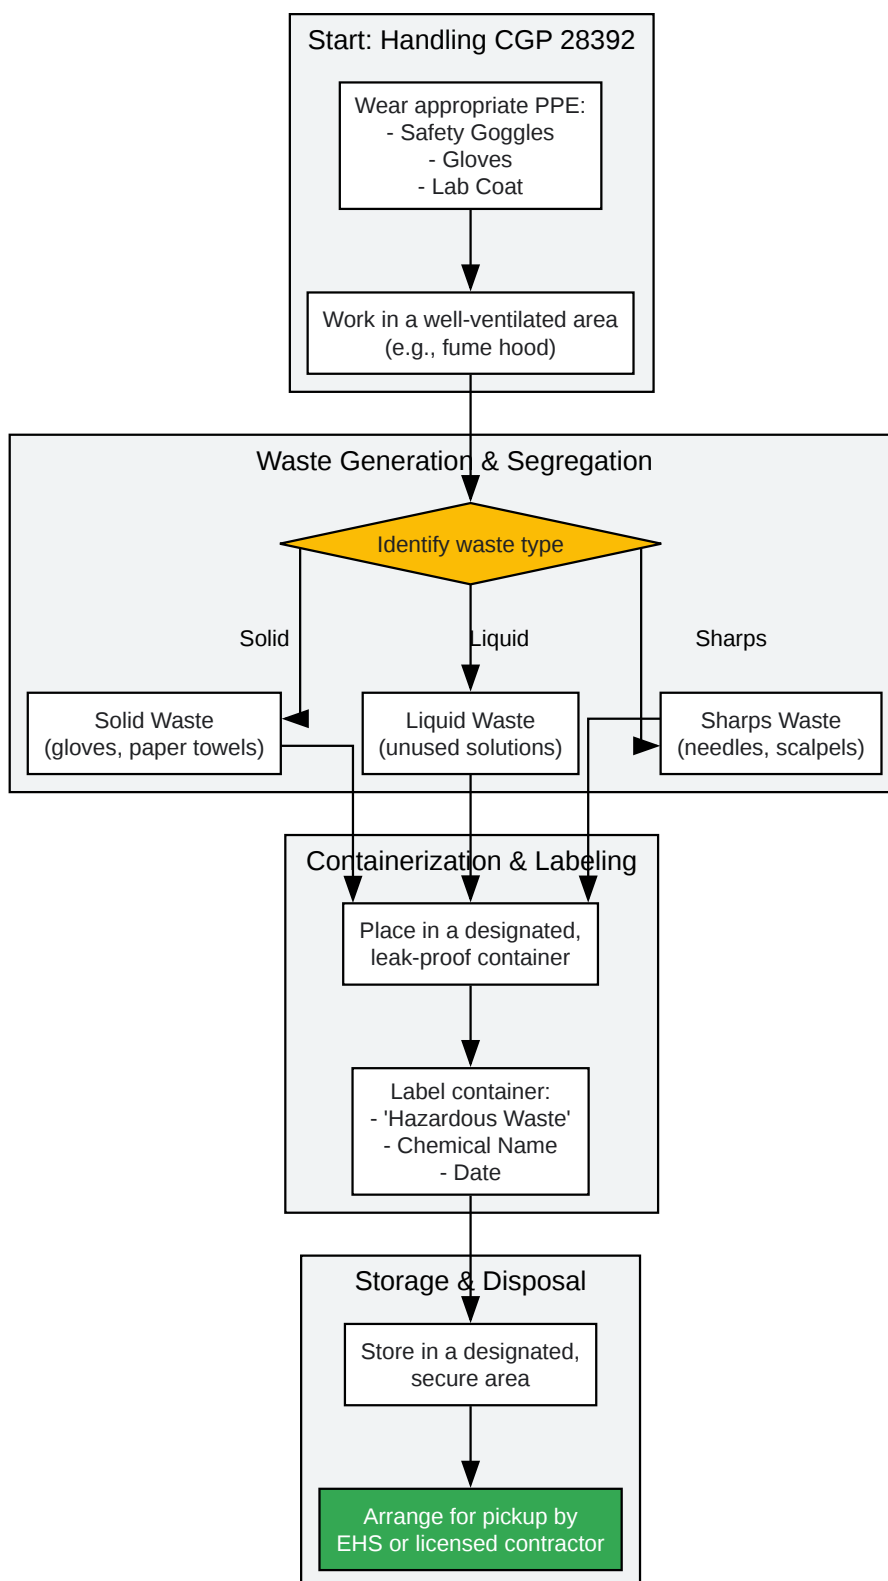 Start: Handling CGP 28392
Wear appropriate PPE:
- Safety Goggles
- Gloves
- Lab Coat
Work in a well-ventilated area
(e.g., fume hood)
Waste Generation & Segregation
Identify waste type
Solid
Liquid
Sharps
Solid Waste
(gloves, paper towels)
Liquid Waste
(unused solutions)
Sharps Waste
(needles, scalpels)
Containerization & Labeling
Place in a designated,
leak-proof container
Label container:
- 'Hazardous Waste'
- Chemical Name
- Date
Storage & Disposal
Store in a designated,
secure area
Arrange for pickup by
EHS or licensed contractor